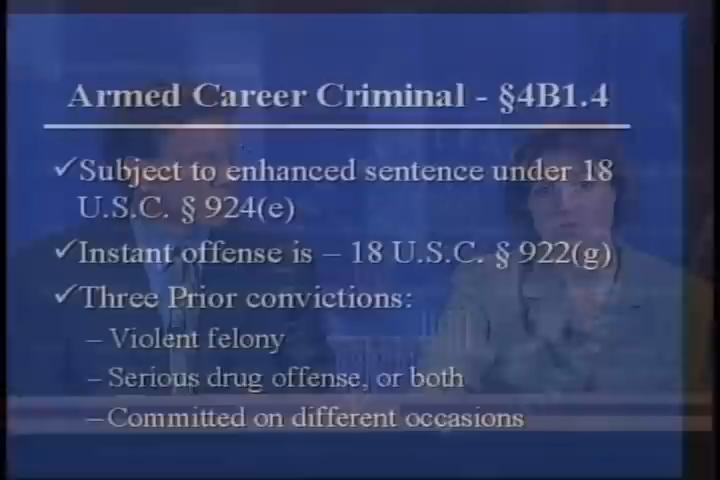 Armed Career Criminal - §4B1.4
✓Subject to enhanced sentence under 18
U.S.C. § 924(e)
✓Instant offense is – 18 U.S.C. § 922(g)
✓Three Prior convictions:
– Violent felony
– Serious drug offense, or both
– Committed on different occasions